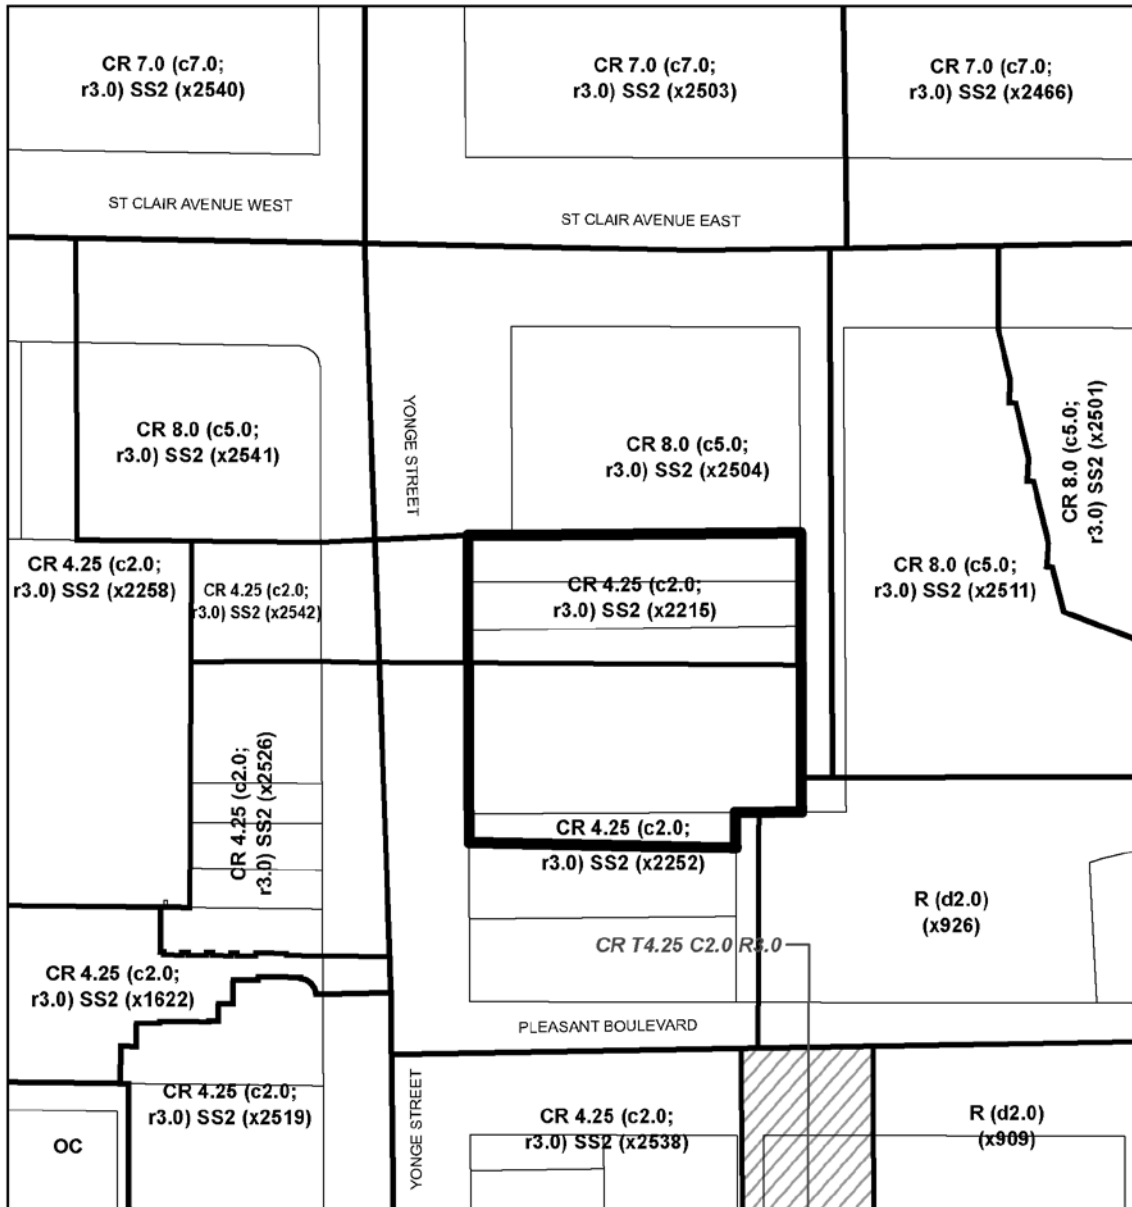 CR 7.0 (c7.0;
r3.0) SS2 (x2540)
CR 7.0 (c7.0;
r3.0) SS2 (x2503)
CR 7.0 (c7.0;
r3.0) SS2 (x2466)
ST CLAIR AVENUE WEST
ST CLAIR AVENUE EAST
CR 8.0 (c5.0;
r3.0) SS2 (x2541)
YONGE STREET
CR 8.0 (c5.0;
r3.0) SS2 (x2504)
CR 8.0 (c5.0;
r3.0) SS2 (x2501)
CR 4.25 (c2.0;
r3.0) SS2 (x2258)
CR 4.25 (c2.0;
r3.0) SS2 (x2542)
CR 4.25 (c2.0;
r3.0) SS2 (x2215)
CR 8.0 (c5.0;
r3.0) SS2 (x2511)
CR 4.25 (c2.0;
r3.0) SS2 (x2526)
CR 4.25 (c2.0;
r3.0) SS2 (x2252)
R (d2.0)
(x926)
CR T4.25 C2.0 R3.0
CR 4.25 (c2.0;
r3.0) SS2 (x1622)
PLEASANT BOULEVARD
CR 4.25 (c2.0;
r3.0) SS2 (x2519)
YONGE STREET
CR 4.25 (c2.0;
r3.0) SS2 (x2538)
R (d2.0)
(x909)
OC